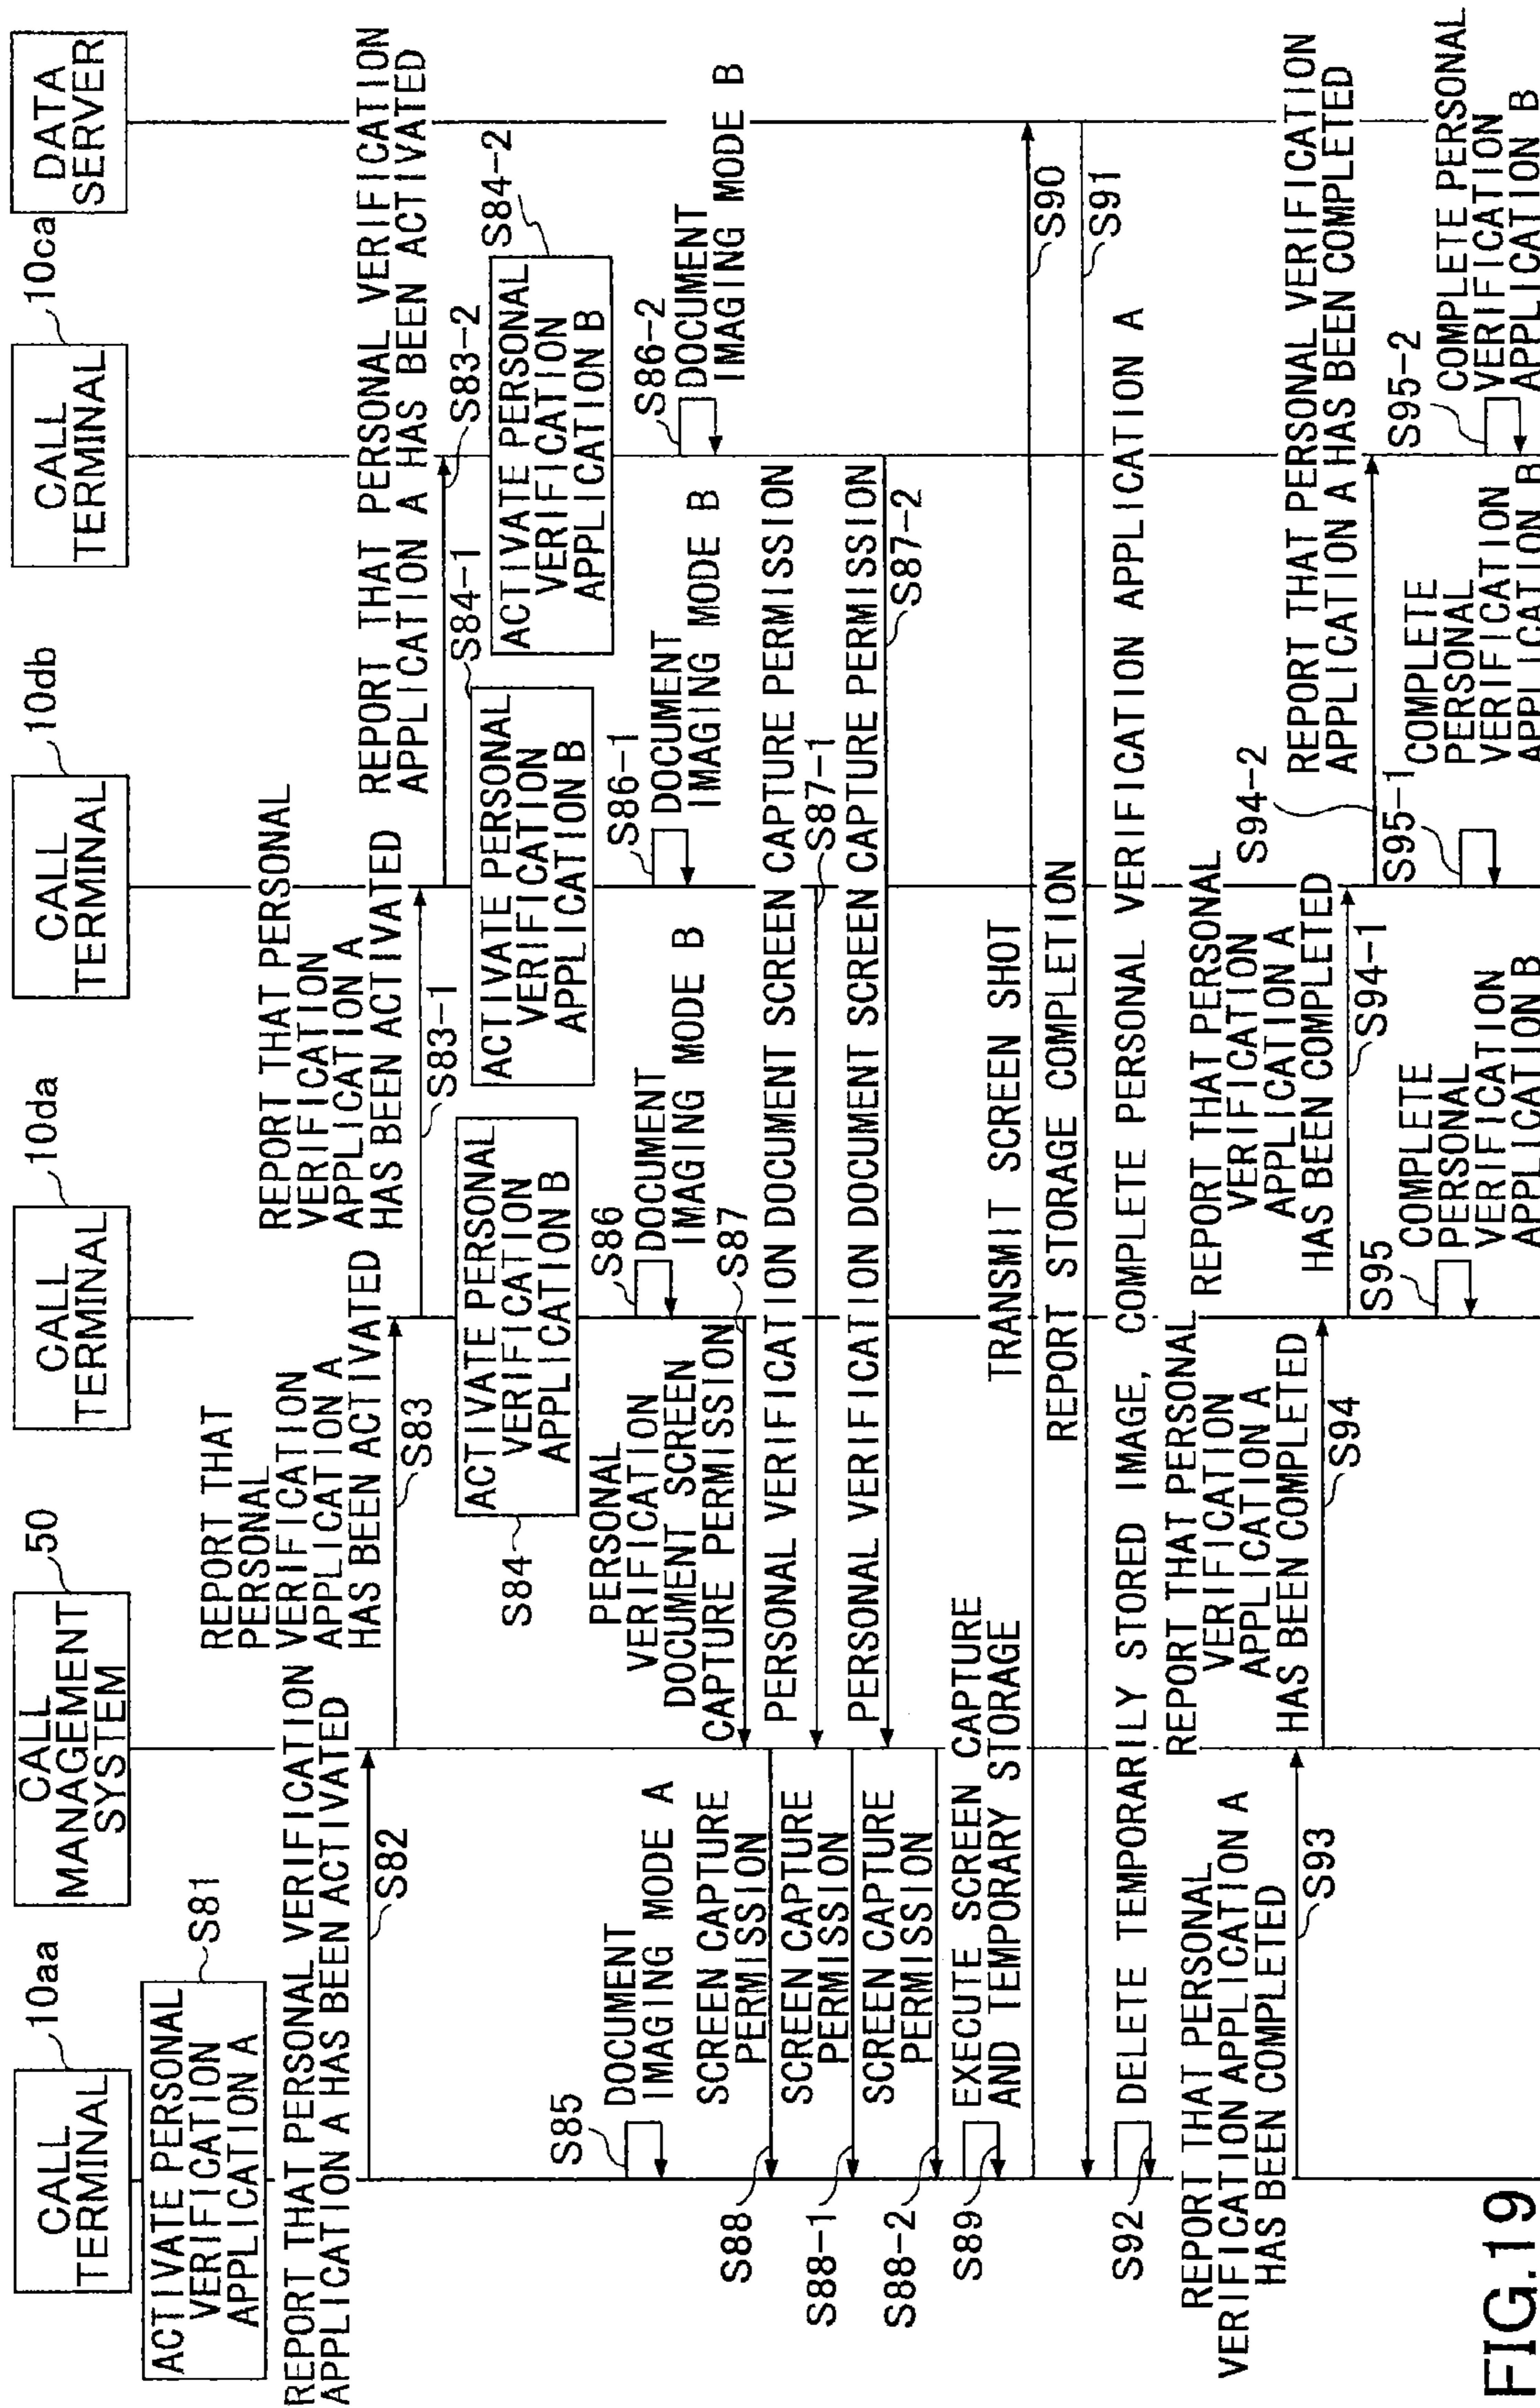 CALL
TERMINAL
10aa
CALL
MANAGEMENT
SYSTEM
50
CALL
TERMINAL
10da
CALL
TERMINAL
10db
CALL
TERMINAL
10ca
DATA
SERVER
ACTIVATE PERSONAL
VERIFICATION
APPLICATION A
S81
REPORT THAT PERSONAL VERIFICATION
APPLICATION A HAS BEEN ACTIVATED
S82
REPORT THAT
PERSONAL
VERIFICATION
APPLICATION A
HAS BEEN ACTIVATED
S83
REPORT THAT PERSONAL
VERIFICATION
APPLICATION A
HAS BEEN ACTIVATED
S83-1
REPORT THAT PERSONAL VERIFICATION
APPLICATION A HAS BEEN ACTIVATED
S83-2
ACTIVATE PERSONAL
VERIFICATION
APPLICATION B
S84
ACTIVATE PERSONAL
VERIFICATION
APPLICATION B
S84-1
ACTIVATE PERSONAL
VERIFICATION
APPLICATION B
S84-2
S85
DOCUMENT
IMAGING MODE A
S86
DOCUMENT
IMAGING MODE B
S86-1
DOCUMENT
IMAGING MODE B
S86-2
DOCUMENT
IMAGING MODE B
PERSONAL
VERIFICATION
DOCUMENT SCREEN
CAPTURE PERMISSION
S87
SCREEN CAPTURE
PERMISSION
S88
PERSONAL VERIFICATION DOCUMENT SCREEN CAPTURE PERMISSION
S87-1
SCREEN CAPTURE
PERMISSION
S88-1
PERSONAL VERIFICATION DOCUMENT SCREEN CAPTURE PERMISSION
S87-2
SCREEN CAPTURE
PERMISSION
S88-2
EXECUTE SCREEN CAPTURE
AND TEMPORARY STORAGE
S89
TRANSMIT SCREEN SHOT
S90
REPORT STORAGE COMPLETION
S91
DELETE TEMPORARILY STORED IMAGE, COMPLETE PERSONAL VERIFICATION APPLICATION A
S92
REPORT THAT PERSONAL
VERIFICATION APPLICATION A
HAS BEEN COMPLETED
S93
REPORT THAT PERSONAL
VERIFICATION
APPLICATION A
HAS BEEN COMPLETED
S94
REPORT THAT PERSONAL
VERIFICATION
APPLICATION A
HAS BEEN COMPLETED
S94-1
REPORT THAT PERSONAL VERIFICATION
APPLICATION A HAS BEEN COMPLETED
S94-2
S95
COMPLETE
PERSONAL
VERIFICATION
APPLICATION B
S95-1
COMPLETE
PERSONAL
VERIFICATION
APPLICATION B
S95-2
COMPLETE PERSONAL
VERIFICATION
APPLICATION B
FIG. 19